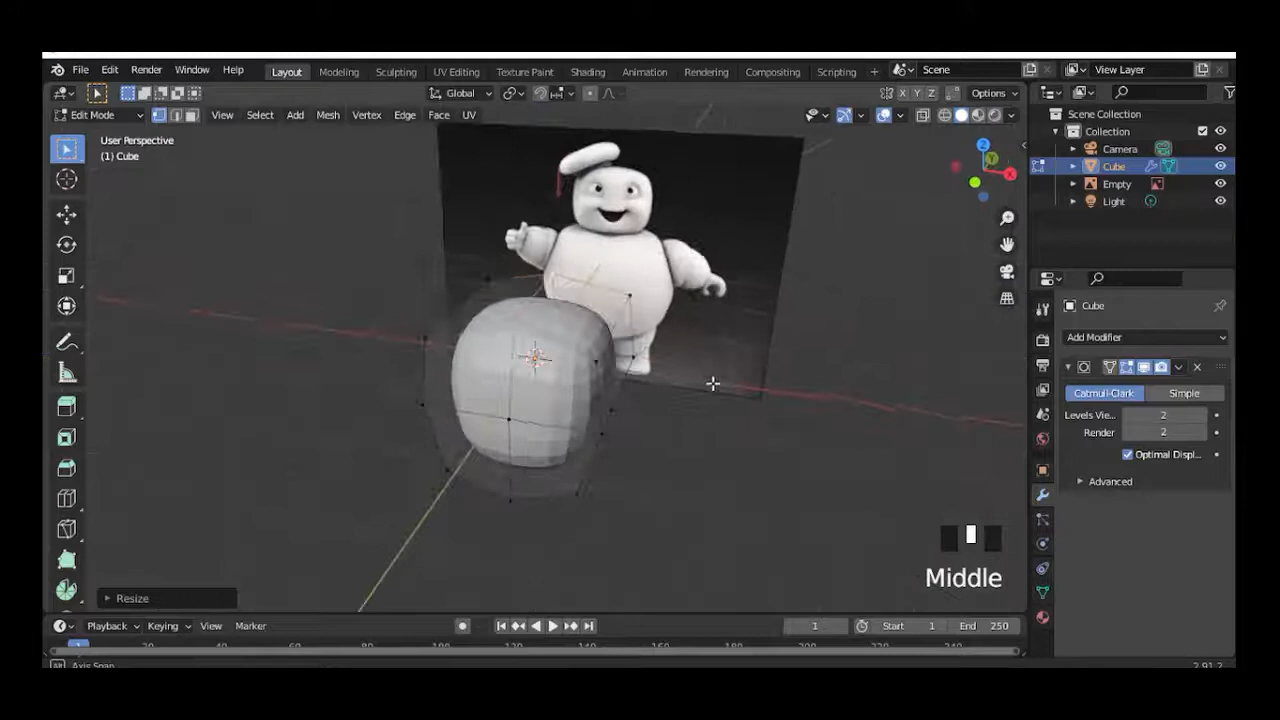 File Edit Render Window Help Layout Modeling Sculpting UV Editing Texture Paint Shading Animation Rendering Compositing Scripting + Scene View Layer
Global X Y Z Options
Edit Mode View Select Add Mesh Vertex Edge Face UV
Scene Collection
Collection
Camera
Cube
Empty
Light
User Perspective
(1) Cube
Z
Y
X
Cube
Add Modifier
Catmull-Clark Simple
Levels Vie... 2
Render 2
Optimal Displ...
Advanced
Middle
Resize
Playback Keying View Marker 1 Start 1 End 250
Axis Snap
2.91.2